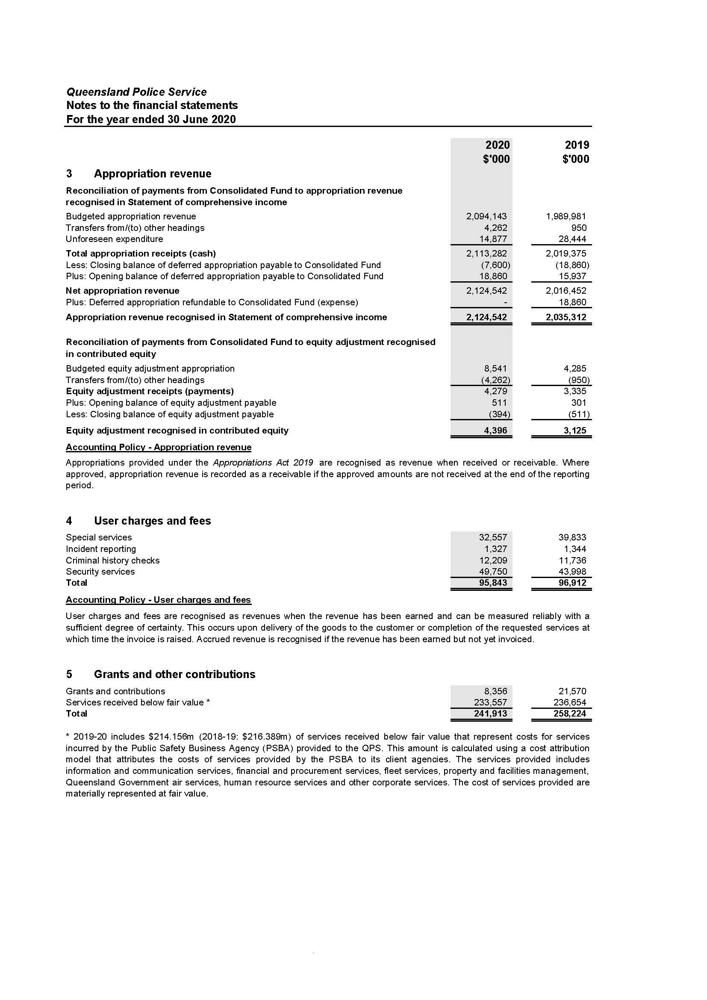 Queensland Police Service
Notes to the financial statements
For the year ended 30 June 2020
2020 2019
$'000 $'000
3 Appropriation revenue
Reconciliation of payments from Consolidated Fund to appropriation revenue
recognised in Statement of comprehensive income
Budgeted appropriation revenue 2,094,143 1,989,981
Transfers from/(to) other headings 4,262 950
Unforeseen expenditure 14,877 28,444
Total appropriation receipts (cash) 2,113,282 2,019,375
Less: Closing balance of deferred appropriation payable to Consolidated Fund (7,600) (18,860)
Plus: Opening balance of deferred appropriation payable to Consolidated Fund 18,860 15,937
Net appropriation revenue 2,124,542 2,016,452
Plus: Deferred appropriation refundable to Consolidated Fund (expense) - 18,860
Appropriation revenue recognised in Statement of comprehensive income 2,124,542 2,035,312
Reconciliation of payments from Consolidated Fund to equity adjustment recognised
in contributed equity
Budgeted equity adjustment appropriation 8,541 4,285
Transfers from/(to) other headings (4,262) (950)
Equity adjustment receipts (payments) 4,279 3,335
Plus: Opening balance of equity adjustment payable 511 301
Less: Closing balance of equity adjustment payable (394) (511)
Equity adjustment recognised in contributed equity 4,396 3,125
Accounting Policy - Appropriation revenue
Appropriations provided under the Appropriations Act 2019 are recognised as revenue when received or receivable. Where
approved, appropriation revenue is recorded as a receivable if the approved amounts are not received at the end of the reporting
period.
4 User charges and fees
Special services 32,557 39,833
Incident reporting 1,327 1,344
Criminal history checks 12,209 11,736
Security services 49,750 43,998
Total 95,843 96,912
Accounting Policy - User charges and fees
User charges and fees are recognised as revenues when the revenue has been earned and can be measured reliably with a
sufficient degree of certainty. This occurs upon delivery of the goods to the customer or completion of the requested services at
which time the invoice is raised. Accrued revenue is recognised if the revenue has been earned but not yet invoiced.
5 Grants and other contributions
Grants and contributions 8,356 21,570
Services received below fair value * 233,557 236,654
Total 241,913 258,224
* 2019-20 includes $214.156m (2018-19: $216.389m) of services received below fair value that represent costs for services
incurred by the Public Safety Business Agency (PSBA) provided to the QPS. This amount is calculated using a cost attribution
model that attributes the costs of services provided by the PSBA to its client agencies. The services provided includes
information and communication services, financial and procurement services, fleet services, property and facilities management,
Queensland Government air services, human resource services and other corporate services. The cost of services provided are
materially represented at fair value.